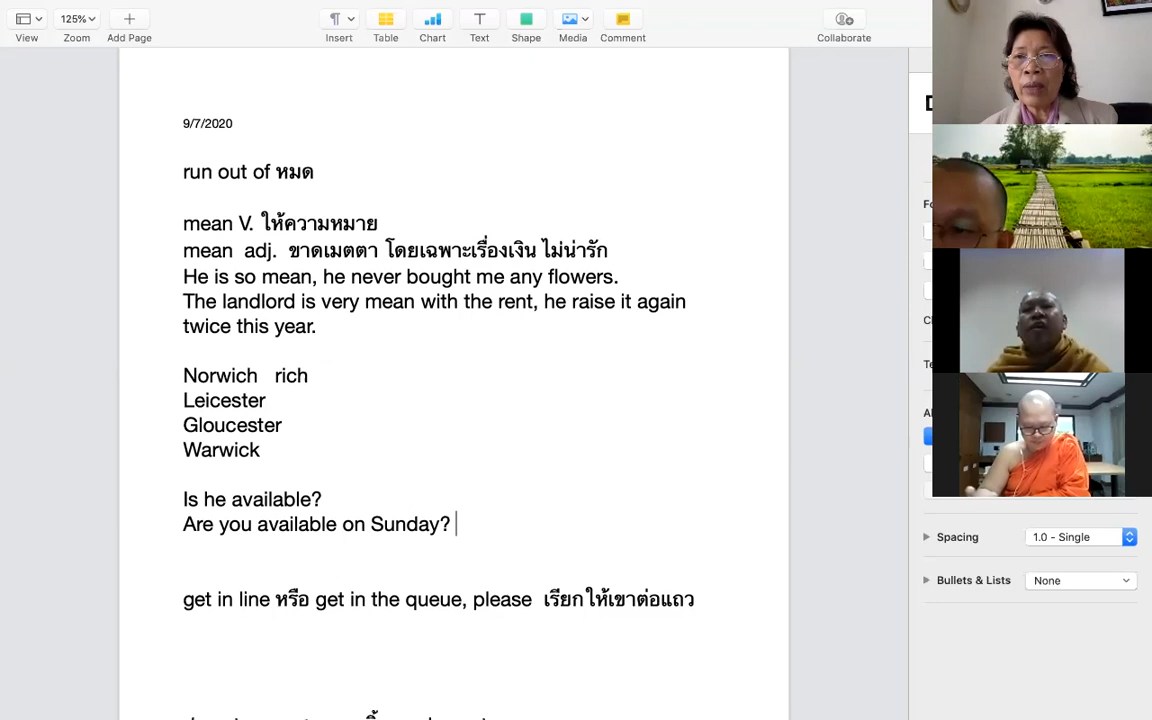 View
125%
Zoom
Add Page
Insert
Table
Chart
Text
Shape
Media
Comment
Collaborate
9/7/2020
run out of หมด
mean V. ให้ความหมาย
mean adj. ขาดเมตตา โดยเฉพาะเรื่องเงิน ไม่น่ารัก
He is so mean, he never bought me any flowers.
The landlord is very mean with the rent, he raise it again
twice this year.
Norwich rich
Leicester
Gloucester
Warwick
Is he available?
Are you available on Sunday?
get in line หรือ get in the queue, please เรียกให้เขาต่อแถว
Spacing
1.0 - Single
Bullets & Lists
None